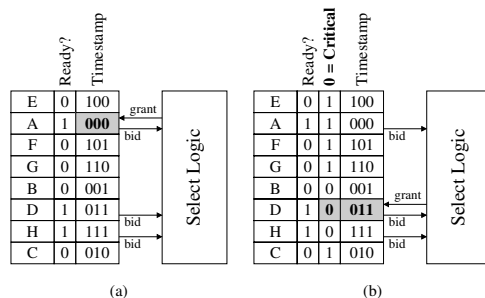 Ready? Timestamp
E 0 100
A 1 000
F 0 101
G 0 110
B 0 001
D 1 011
H 1 111
C 0 010
grant
bid
bid
bid
Select Logic
(a)
Ready? 0 = Critical Timestamp
E 0 1 100
A 1 1 000
F 0 1 101
G 0 1 110
B 0 0 001
D 1 0 011
H 1 0 111
C 0 1 010
bid
grant
bid
bid
Select Logic
(b)